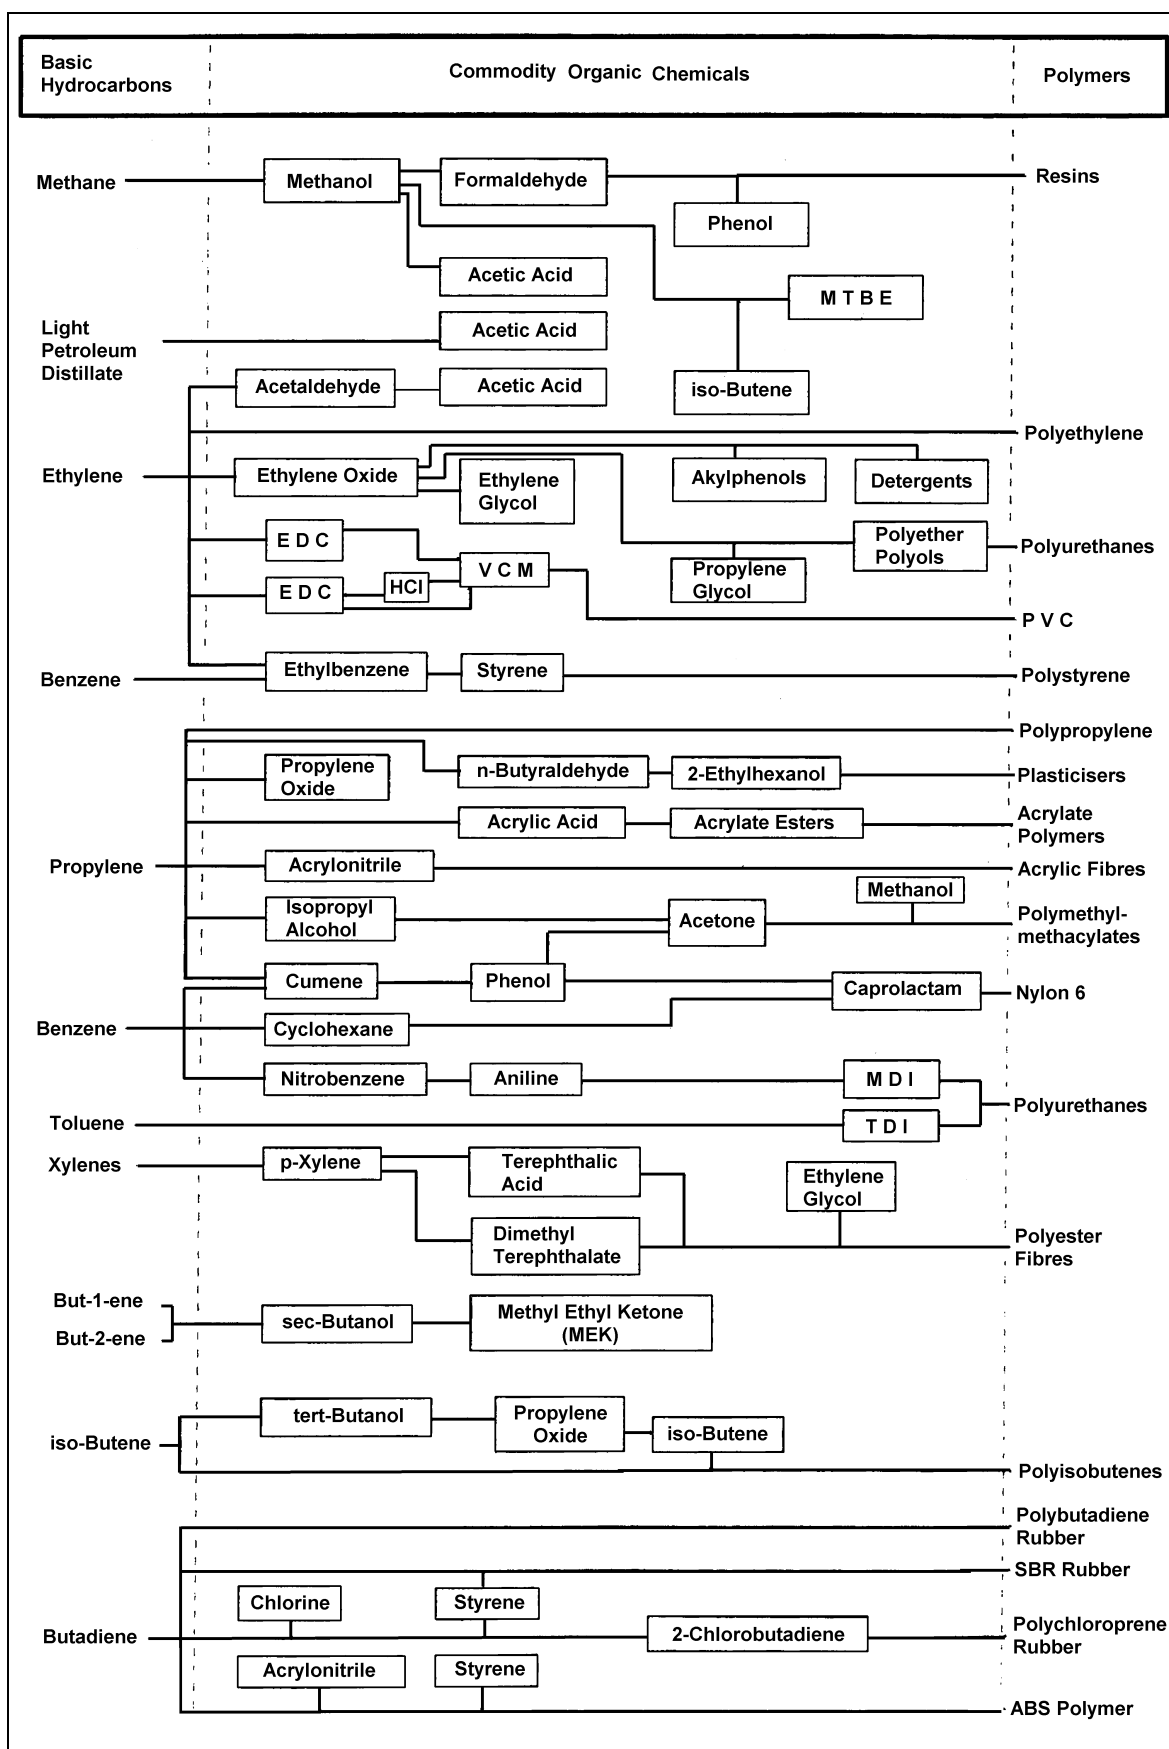 Basic
Hydrocarbons
Commodity Organic Chemicals
Polymers
Methane
Methanol
Formaldehyde
Resins
Phenol
Acetic Acid
M T B E
Light
Petroleum
Distillate
Acetic Acid
iso-Butene
Acetaldehyde
Acetic Acid
Polyethylene
Ethylene
Ethylene Oxide
Ethylene
Glycol
Akylphenols
Detergents
E D C
Polyether
Polyols
Polyurethanes
V C M
Propylene
Glycol
E D C
HCl
P V C
Benzene
Ethylbenzene
Styrene
Polystyrene
Polypropylene
Propylene
Oxide
n-Butyraldehyde
2-Ethylhexanol
Plasticisers
Acrylic Acid
Acrylate Esters
Acrylate
Polymers
Propylene
Acrylonitrile
Acrylic Fibres
Methanol
Isopropyl
Alcohol
Acetone
Polymethyl-
methacylates
Cumene
Phenol
Caprolactam
Nylon 6
Benzene
Cyclohexane
Nitrobenzene
Aniline
M D I
Polyurethanes
Toluene
T D I
Xylenes
p-Xylene
Terephthalic
Acid
Ethylene
Glycol
Dimethyl
Terephthalate
Polyester
Fibres
But-1-ene
But-2-ene
sec-Butanol
Methyl Ethyl Ketone
(MEK)
iso-Butene
tert-Butanol
Propylene
Oxide
iso-Butene
Polyisobutenes
Polybutadiene
Rubber
SBR Rubber
Chlorine
Styrene
Butadiene
2-Chlorobutadiene
Polychloroprene
Rubber
Acrylonitrile
Styrene
ABS Polymer